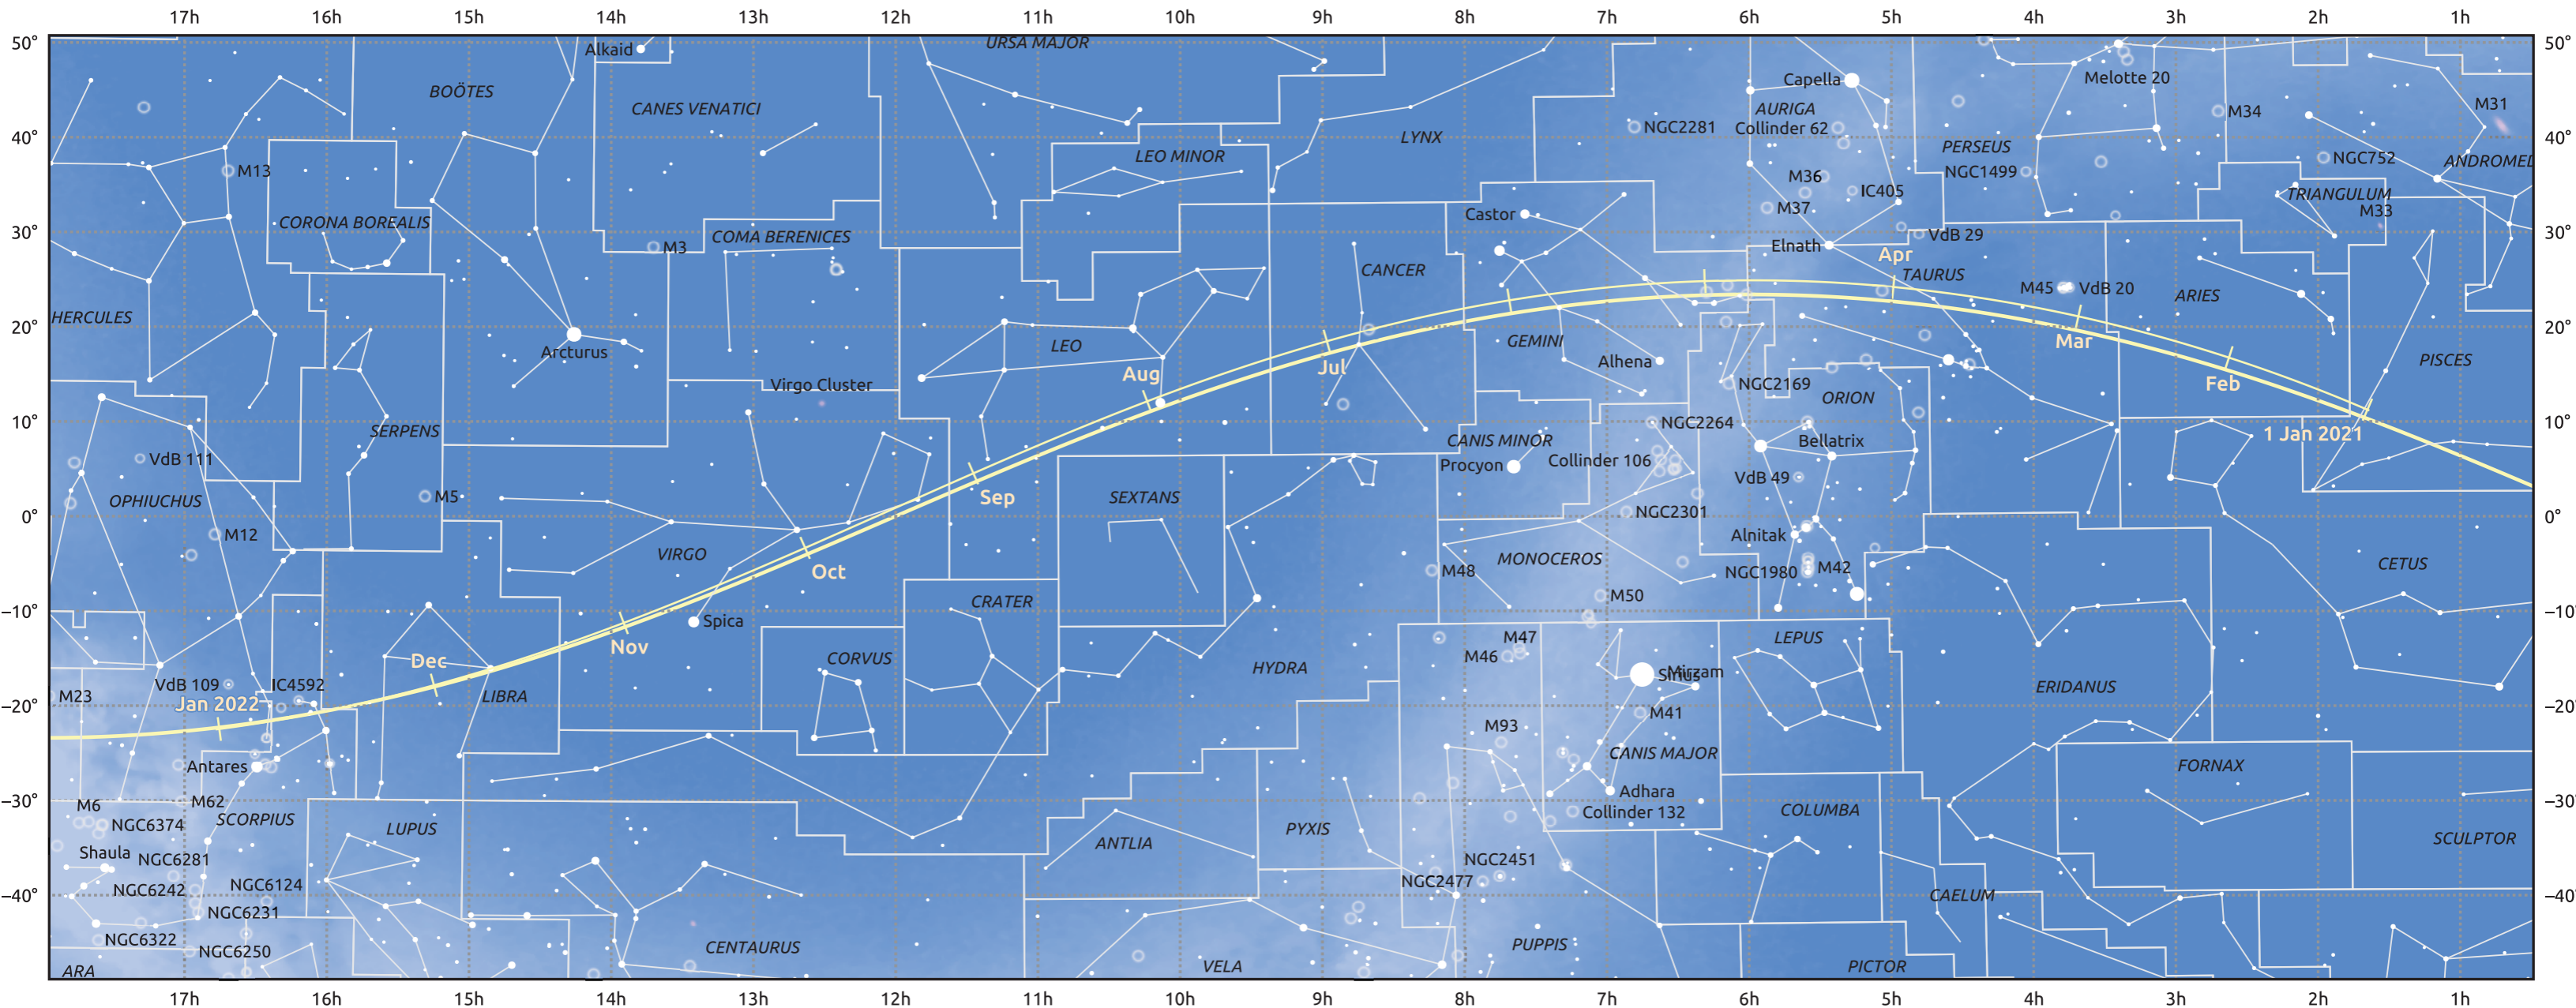 17h 16h 15h 14h 13h 12h 11h 10h 9h 8h 7h 6h 5h 4h 3h 2h 1h
50° Alkaid URSA MAJOR 50°
Capella Melotte 20
BOÖTES CANES VENATICI AURIGA M34 M31
Collinder 62 NGC2281
40° LYNX PERSEUS 40°
LEO MINOR NGC752 ANDROMED
M13 M36 NGC1499
IC405 TRIANGULUM
M37 M33
CORONA BOREALIS Castor
30° COMA BERENICES VdB 29 30°
M3 Elnath
Apr
CANCER TAURUS
M45 VdB 20 ARIES
HERCULES
20° 20°
Arcturus LEO GEMINI Mar
Alhena PISCES
Aug Jul
Virgo Cluster NGC2169 Feb
ORION
10° NGC2264 10°
SERPENS CANIS MINOR Bellatrix 1 Jan 2021
VdB 111 Procyon Collinder 106
VdB 49
OPHIUCHUS M5 Sep SEXTANS
0° NGC2301 0°
M12 Alnitak
VIRGO Oct MONOCEROS CETUS
M48 NGC1980 M42
CRATER M50
−10° −10°
Spica
Nov M47 LEPUS
Dec CORVUS HYDRA M46
Sirius Mirzam
VdB 109 IC4592 ERIDANUS
M23 LIBRA
Jan 2022
−20° M41 −20°
M93
CANIS MAJOR
Antares FORNAX
Adhara
−30° M6 M62 −30°
SCORPIUS Collinder 132 COLUMBA
NGC6374 LUPUS PYXIS
ANTLIA SCULPTOR
Shaula NGC6281 NGC2451
NGC6242 NGC6124 NGC2477
−40° CAELUM −40°
NGC6231
NGC6322 CENTAURUS PUPPIS
NGC6250
ARA VELA PICTOR
17h 16h 15h 14h 13h 12h 11h 10h 9h 8h 7h 6h 5h 4h 3h 2h 1h